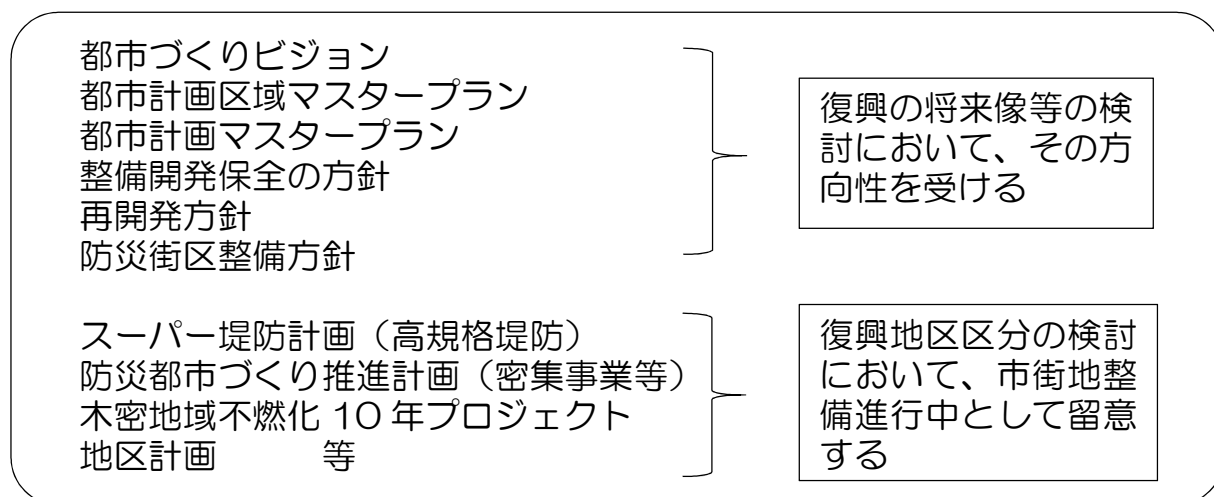 都市づくりビジョン
都市計画区域マスタープラン
都市計画マスタープラン
整備開発保全の方針
再開発方針
防災街区整備方針
復興の将来像等の検
討において、その方
向性を受ける
スーパー堤防計画（高規格堤防）
防災都市づくり推進計画（密集事業等）
木密地域不燃化 10 年プロジェクト
地区計画　　　等
復興地区区分の検討
において、市街地整
備進行中として留意
する